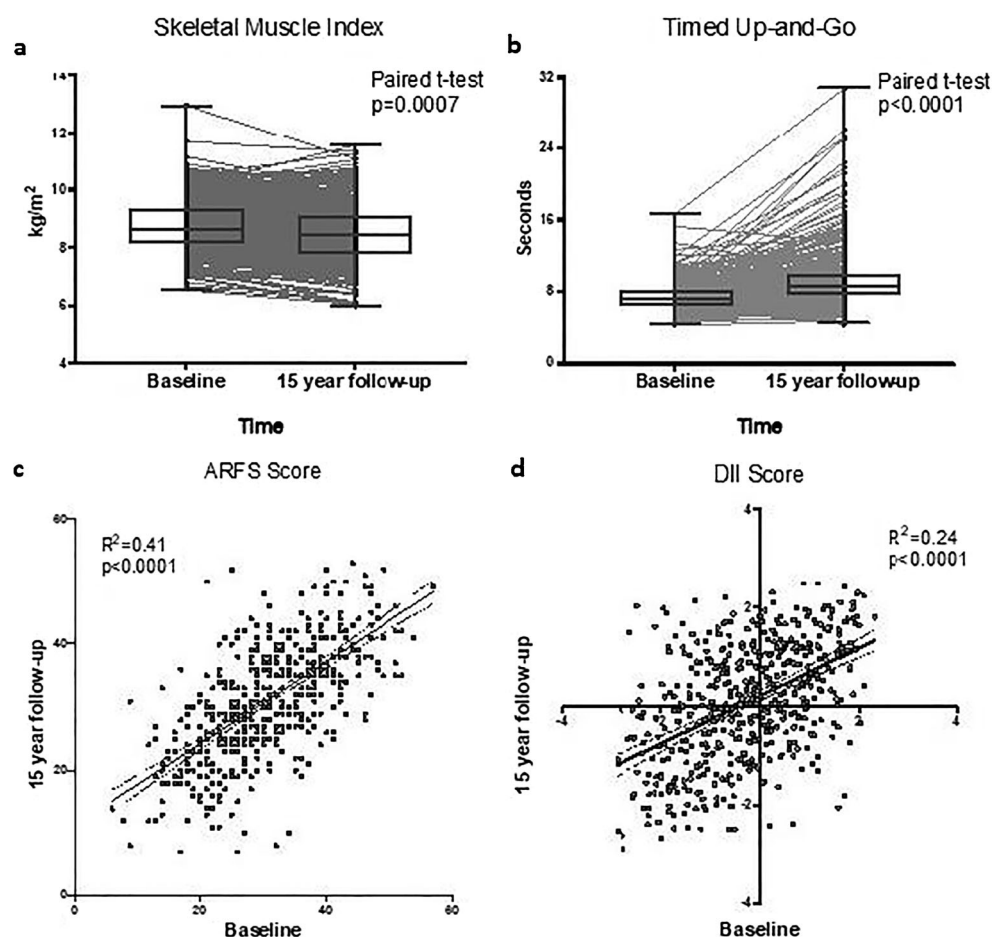 a
Skeletal Muscle Index
14
12
10
8
6
4
kg/m²
Paired t-test
p=0.0007
Baseline
15 year follow-up
Time
b
Timed Up-and-Go
32
24
16
8
0
Seconds
Paired t-test
p<0.0001
Baseline
15 year follow-up
Time
c
ARFS Score
60
40
20
0
15 year follow-up
R²=0.41
p<0.0001
0
20
40
60
Baseline
d
DII Score
4
2
-2
-4
15 year follow-up
R²=0.24
p<0.0001
-4
-2
2
4
Baseline